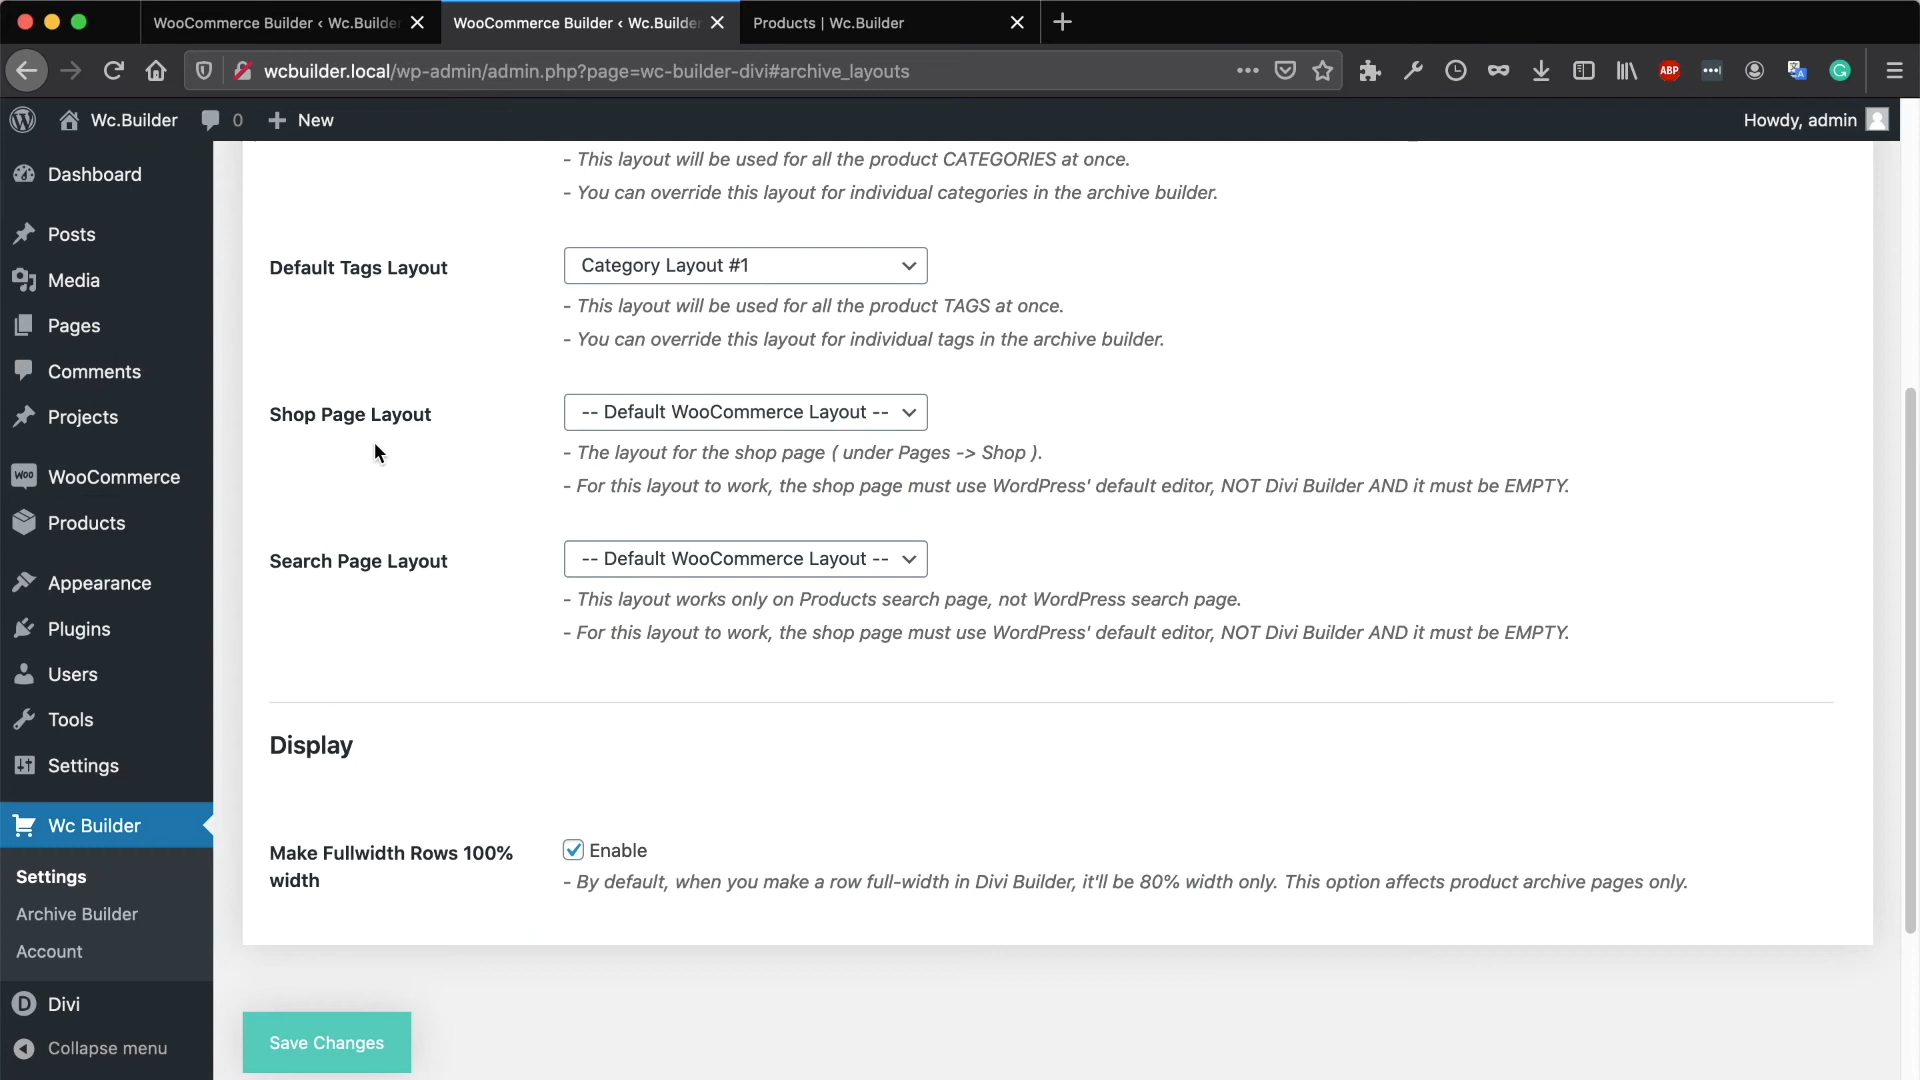 WooCommerce Builder ‹ Wc.Builder
WooCommerce Builder ‹ Wc.Builder
Products | Wc.Builder
wcbuilder.local/wp-admin/admin.php?page=wc-builder-divi#archive_layouts
ABP
Wc.Builder
0
New
Howdy, admin
Dashboard
Posts
Media
Pages
Comments
Projects
WooCommerce
Products
Appearance
Plugins
Users
Tools
Settings
Wc Builder
Settings
Archive Builder
Account
Divi
Collapse menu
- This layout will be used for all the product CATEGORIES at once.
- You can override this layout for individual categories in the archive builder.
Default Tags Layout
Category Layout #1
- This layout will be used for all the product TAGS at once.
- You can override this layout for individual tags in the archive builder.
Shop Page Layout
-- Default WooCommerce Layout --
- The layout for the shop page ( under Pages -> Shop ).
- For this layout to work, the shop page must use WordPress' default editor, NOT Divi Builder AND it must be EMPTY.
Search Page Layout
-- Default WooCommerce Layout --
- This layout works only on Products search page, not WordPress search page.
- For this layout to work, the shop page must use WordPress' default editor, NOT Divi Builder AND it must be EMPTY.
Display
Make Fullwidth Rows 100%
width
Enable
- By default, when you make a row full-width in Divi Builder, it'll be 80% width only. This option affects product archive pages only.
Save Changes